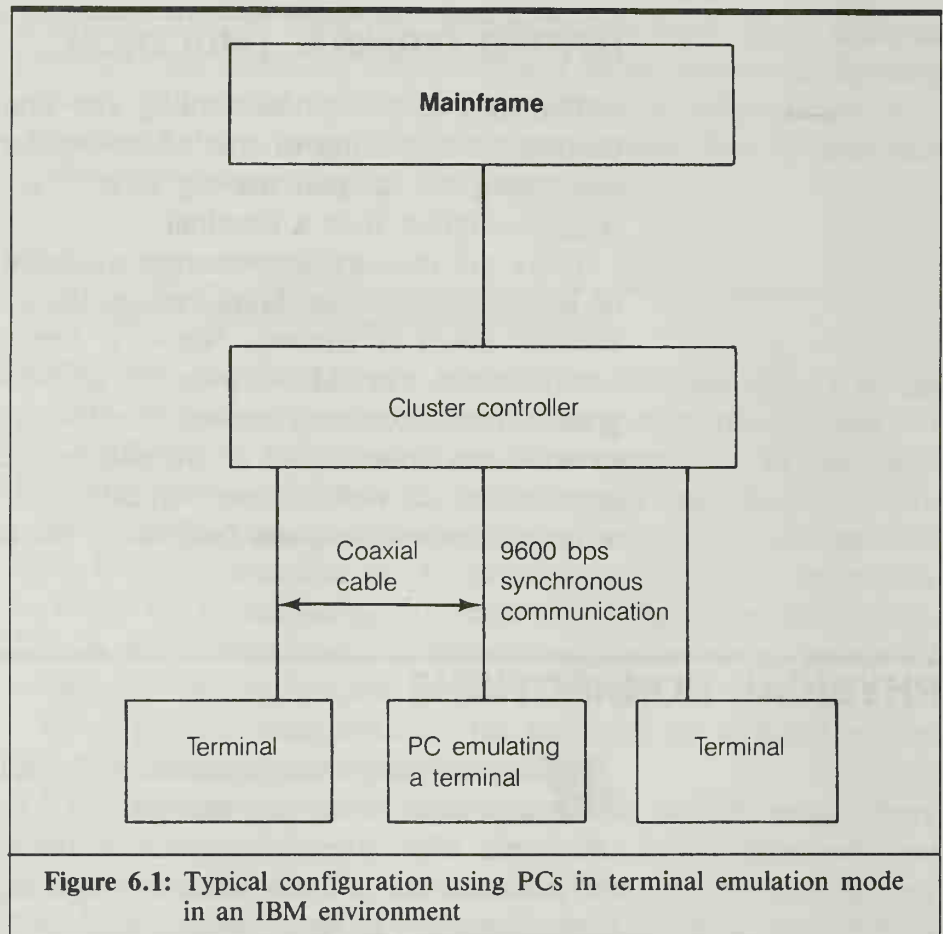 Mainframe
Cluster controller
Coaxial
cable
9600 bps
synchronous
communication
Terminal
PC emulating
a terminal
Terminal
Figure 6.1: Typical configuration using PCs in terminal emulation mode
in an IBM environment